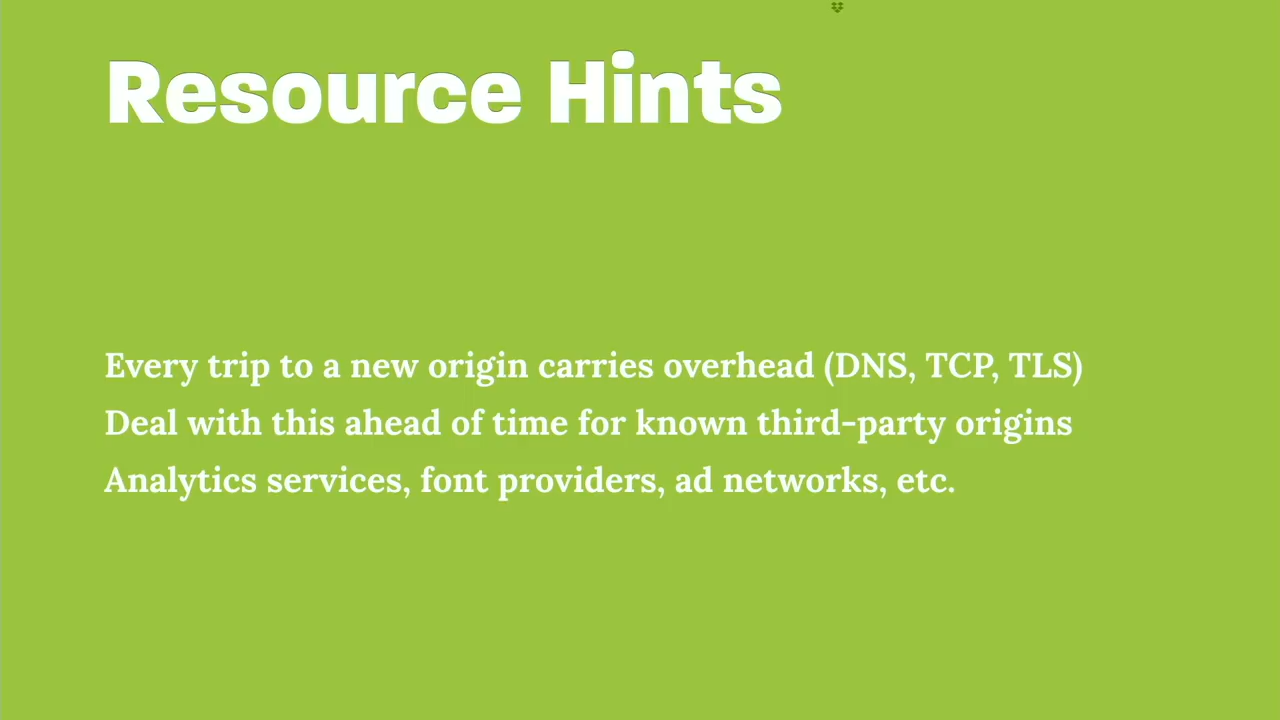 Resource Hints
Every trip to a new origin carries overhead (DNS, TCP, TLS)
Deal with this ahead of time for known third-party origins
Analytics services, font providers, ad networks, etc.